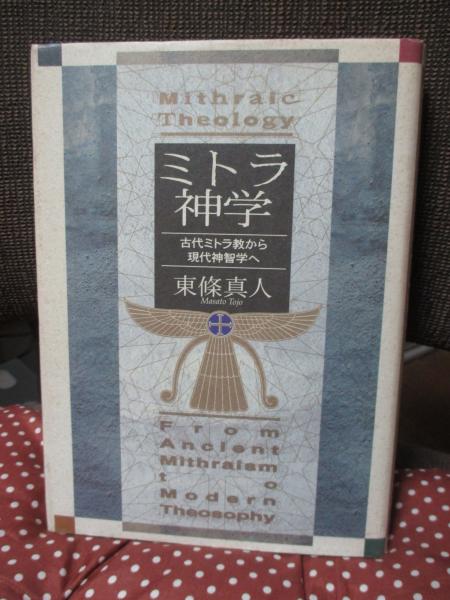 Mithraic
Theology
ミトラ
神学
古代ミトラ教から
現代神智学へ
東條真人
Masato Tojo
From
Ancient
Mithraism
to
Modern
Theosophy